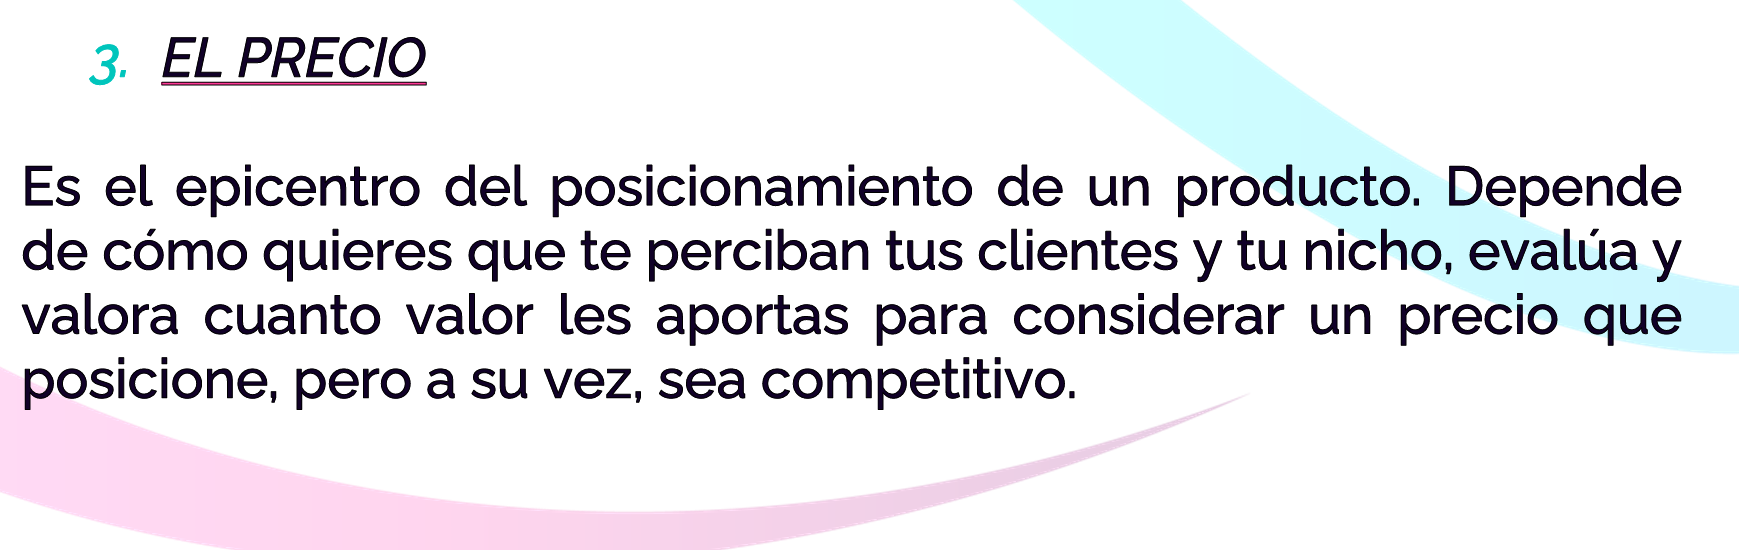 3. EL PRECIO
Es el epicentro del posicionamiento de un producto. Depende
de cómo quieres que te perciban tus clientes y tu nicho, evalúa y
valora cuanto valor les aportas para considerar un precio que
posicione, pero a su vez, sea competitivo.